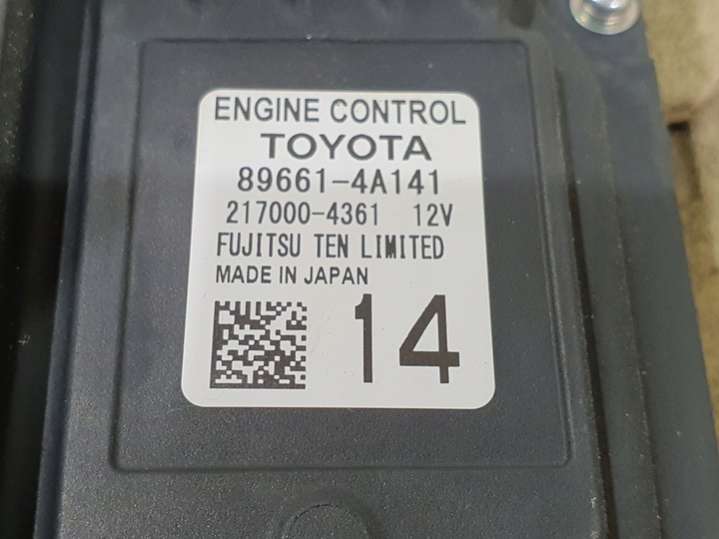 ENGINE CONTROL
TOYOTA
89661-4A141
217000-4361 12V
FUJITSU TEN LIMITED
MADE IN JAPAN
14